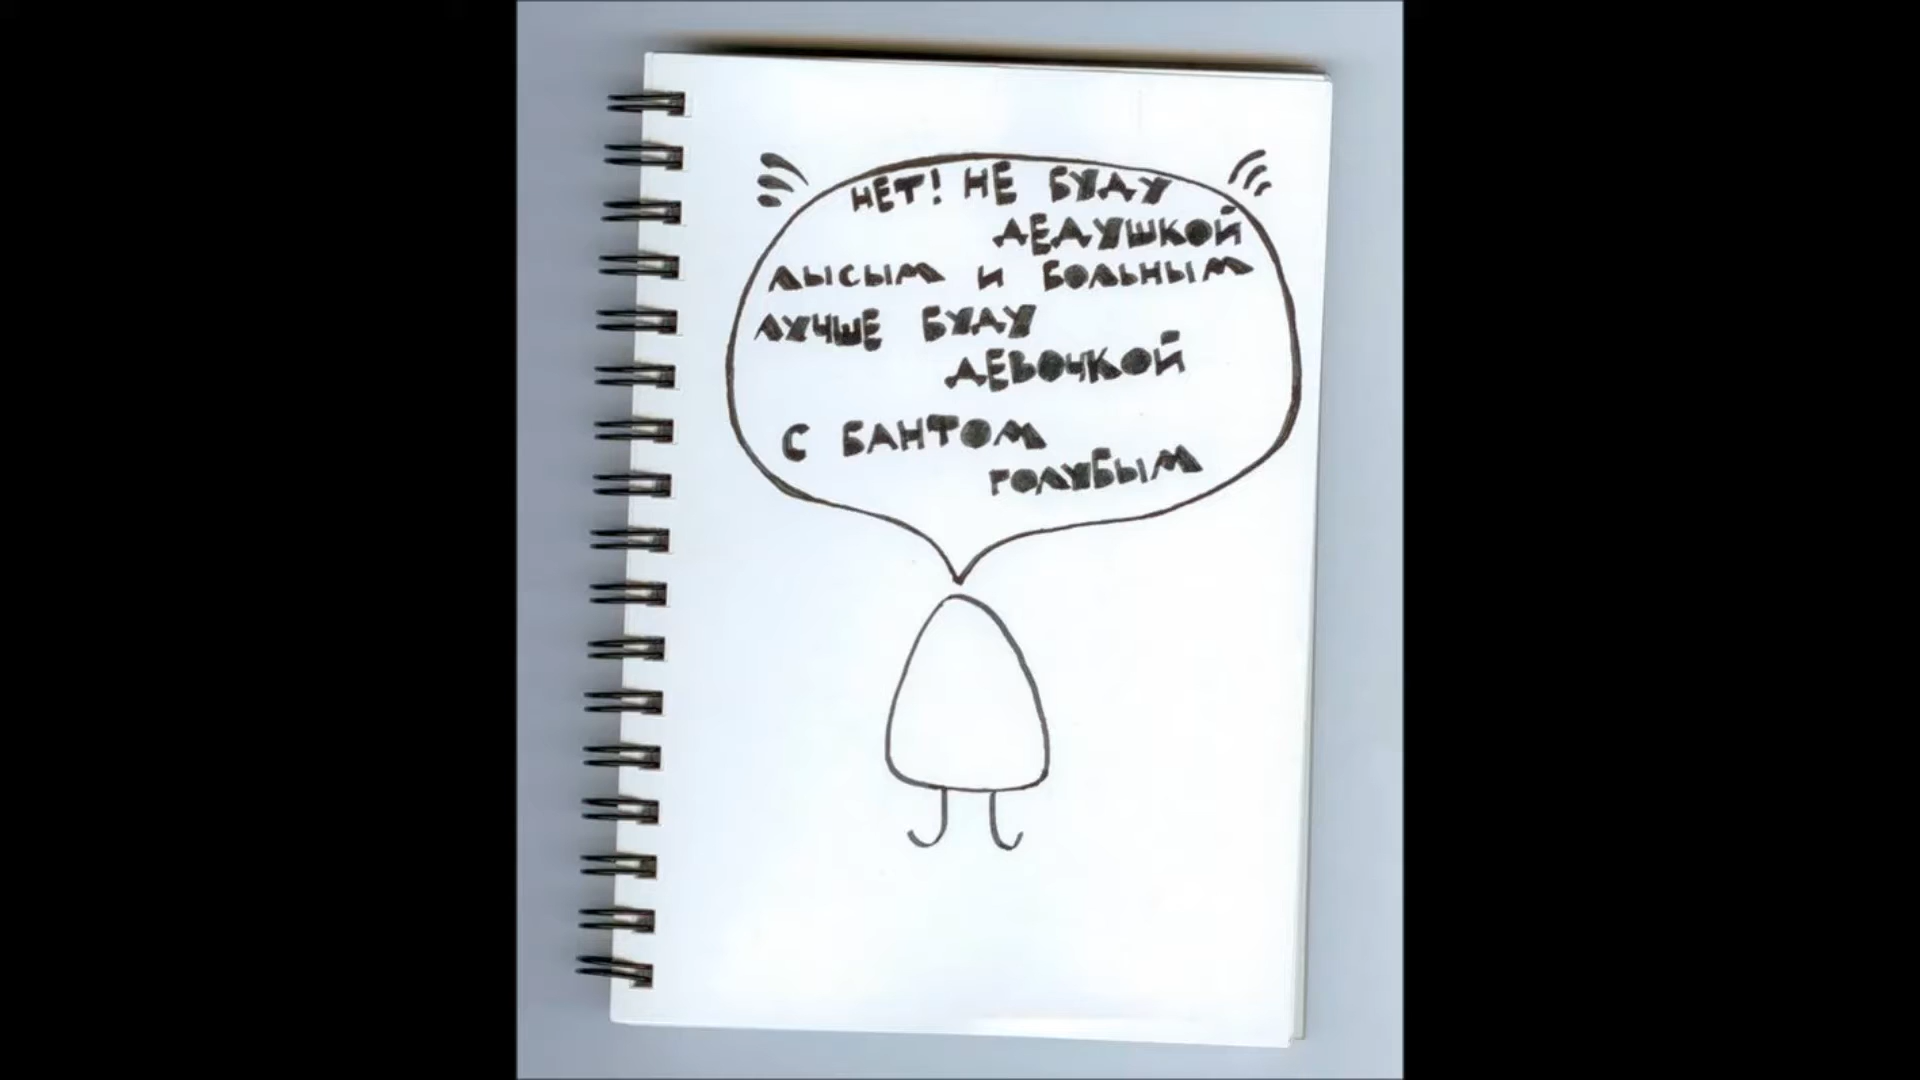 НЕТ! НЕ БУДУ
ДЕДУШКОЙ
ЛЫСЫМ И БОЛЬНЫМ
ЛУЧШЕ БУДУ
ДЕВОЧКОЙ
С БАНТОМ
ГОЛУБЫМ